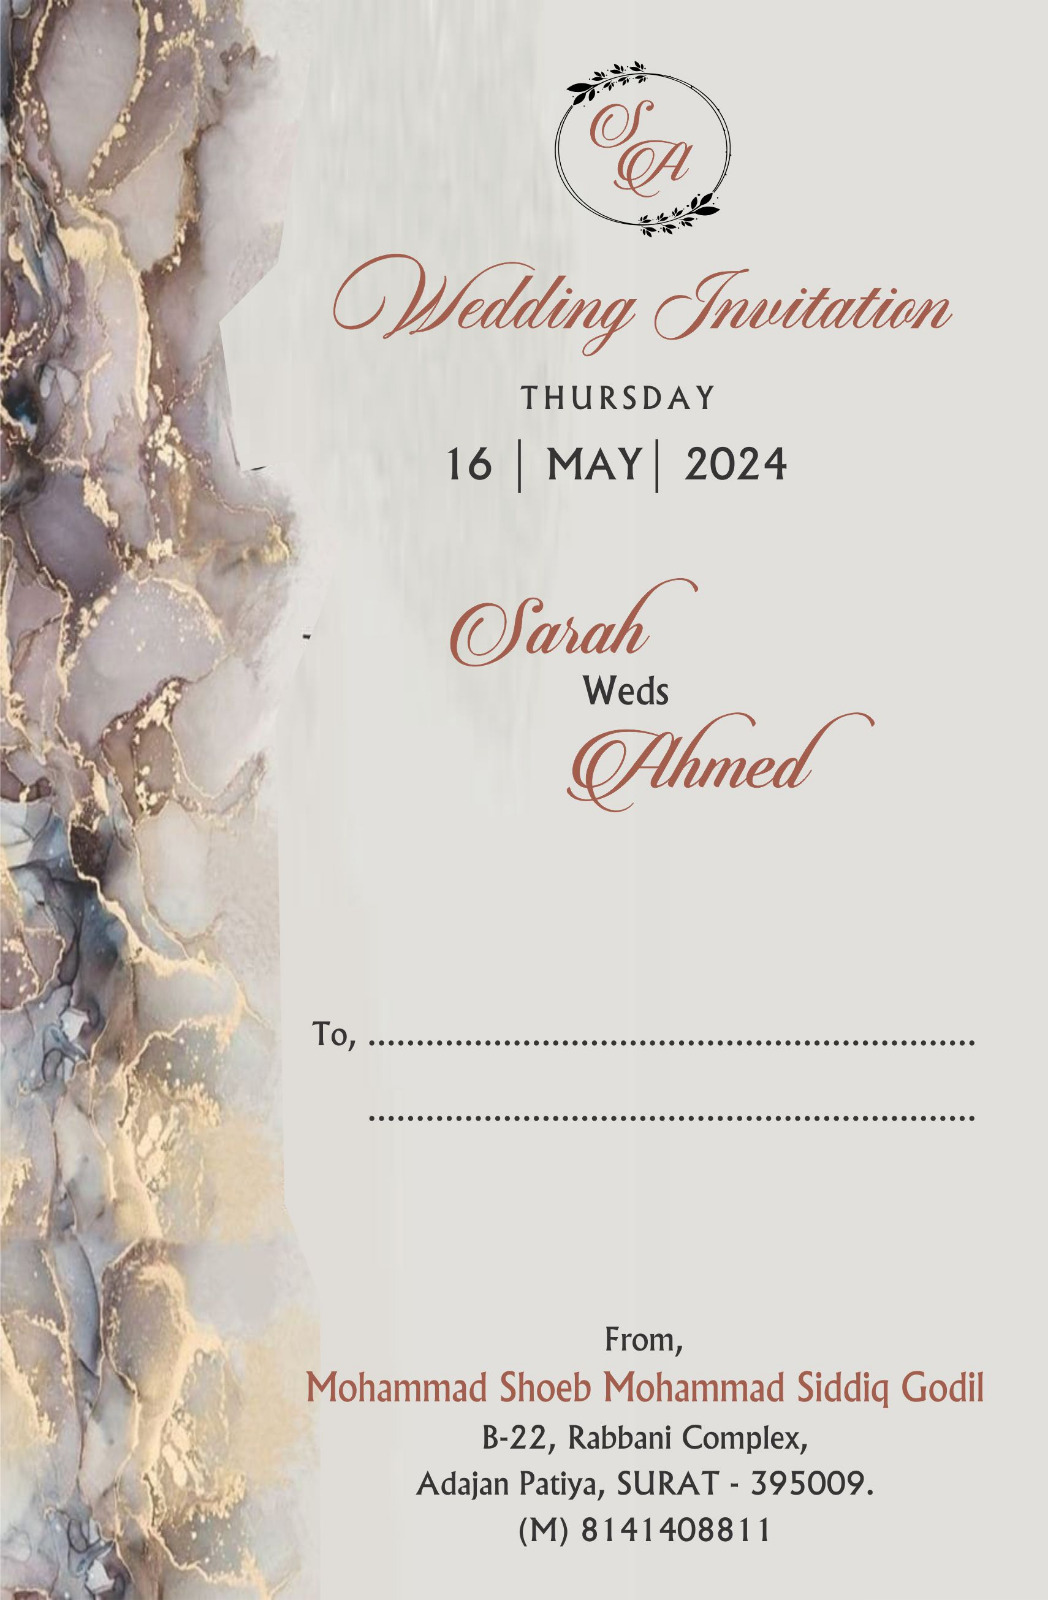 S
A
Wedding Invitation
THURSDAY
16 | MAY | 2024
Sarah
Weds
Ahmed
To, ...............................................................
...............................................................
From,
Mohammad Shoeb Mohammad Siddiq Godil
B-22, Rabbani Complex,
Adajan Patiya, SURAT - 395009.
(M) 8141408811